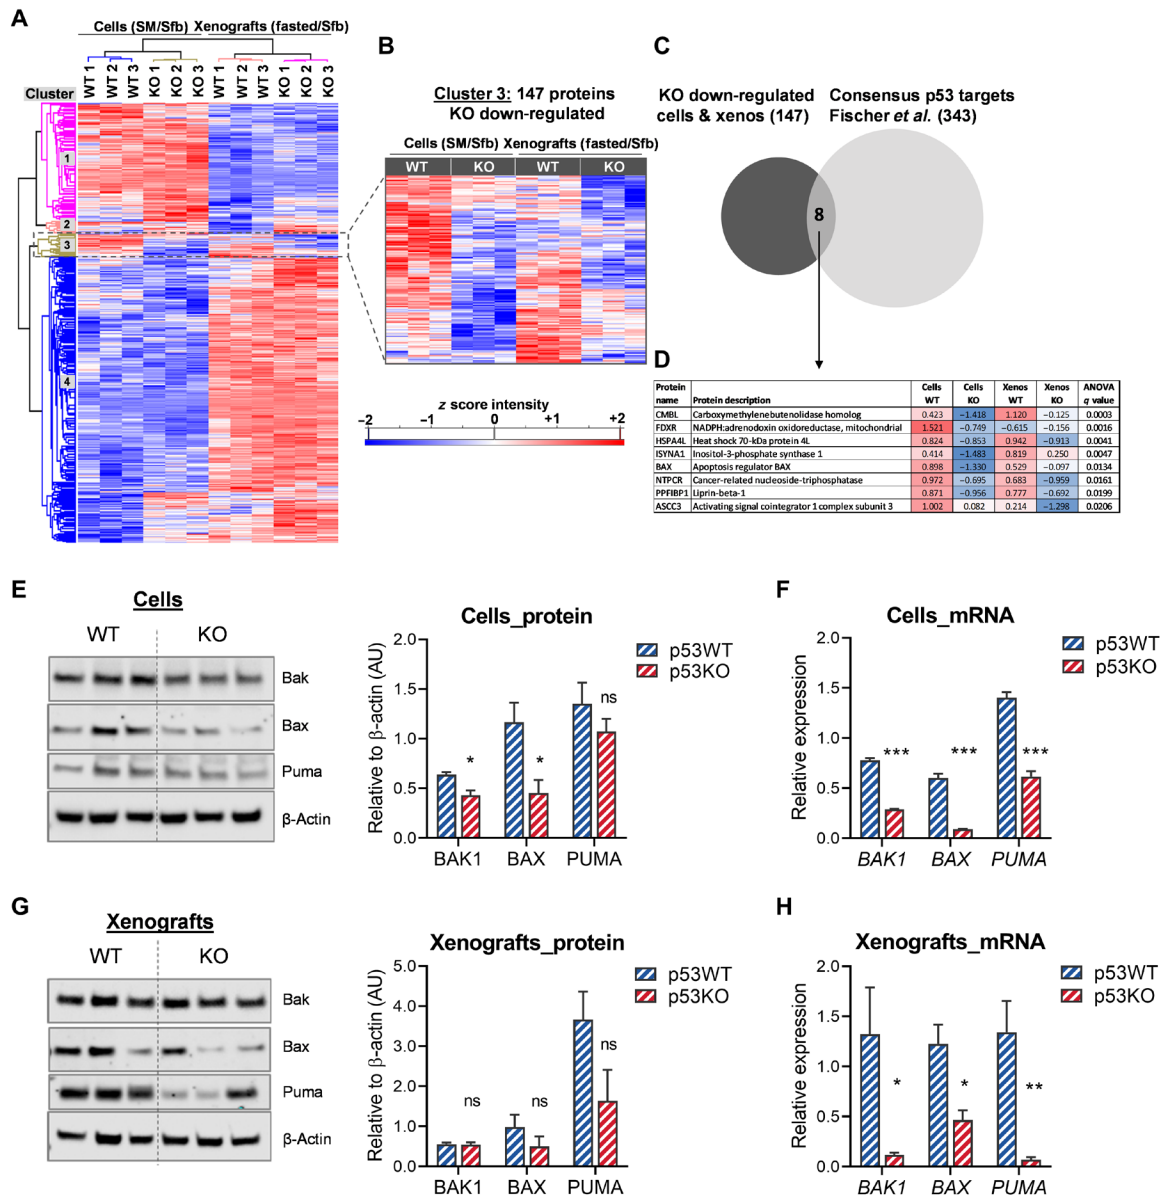 A
Cells (SM/Sfb) Xenografts (fasted/Sfb)
WT 1 WT 2 WT 3 KO 1 KO 2 KO 3 WT 1 WT 2 WT 3 KO 1 KO 2 KO 3
Cluster
1
2
3
4
B
Cluster 3: 147 proteins
KO down-regulated
Cells (SM/Sfb) Xenografts (fasted/Sfb)
WT KO WT KO
z score intensity
−2 −1 0 +1 +2
C
KO down-regulated
cells & xenos (147)
Consensus p53 targets
Fischer et al. (343)
8
D
Protein name Protein description Cells WT Cells KO Xenos WT Xenos KO ANOVA q value
CMBL Carboxymethylenebutenolidase homolog 0.423 −1.418 1.120 −0.125 0.0003
FDXR NADPH:adrenodoxin oxidoreductase, mitochondrial 1.521 −0.749 −0.615 −0.156 0.0016
HSPA4L Heat shock 70-kDa protein 4L 0.824 −0.853 0.942 −0.913 0.0041
ISYNA1 Inositol-3-phosphate synthase 1 0.414 −1.483 0.819 0.250 0.0047
BAX Apoptosis regulator BAX 0.898 −1.330 0.529 −0.097 0.0134
NTPCR Cancer-related nucleoside-triphosphatase 0.972 −0.695 0.683 −0.959 0.0161
PPFIBP1 Liprin-beta-1 0.871 −0.956 0.777 −0.692 0.0199
ASCC3 Activating signal cointegrator 1 complex subunit 3 1.002 0.082 0.214 −1.298 0.0206
E
Cells
WT KO
Bak
Bax
Puma
β-Actin
Cells_protein
Relative to β-actin (AU)
2.0
1.5
1.0
0.5
0.0
* * ns
BAK1 BAX PUMA
p53WT
p53KO
F
Cells_mRNA
Relative expression
2.0
1.5
1.0
0.5
0.0
*** *** ***
BAK1 BAX PUMA
p53WT
p53KO
G
Xenografts
WT KO
Bak
Bax
Puma
β-Actin
Xenografts_protein
Relative to β-actin (AU)
5.0
4.0
3.0
2.0
1.0
0.0
ns ns ns
BAK1 BAX PUMA
p53WT
p53KO
H
Xenografts_mRNA
Relative expression
2.0
1.5
1.0
0.5
0.0
* * **
BAK1 BAX PUMA
p53WT
p53KO